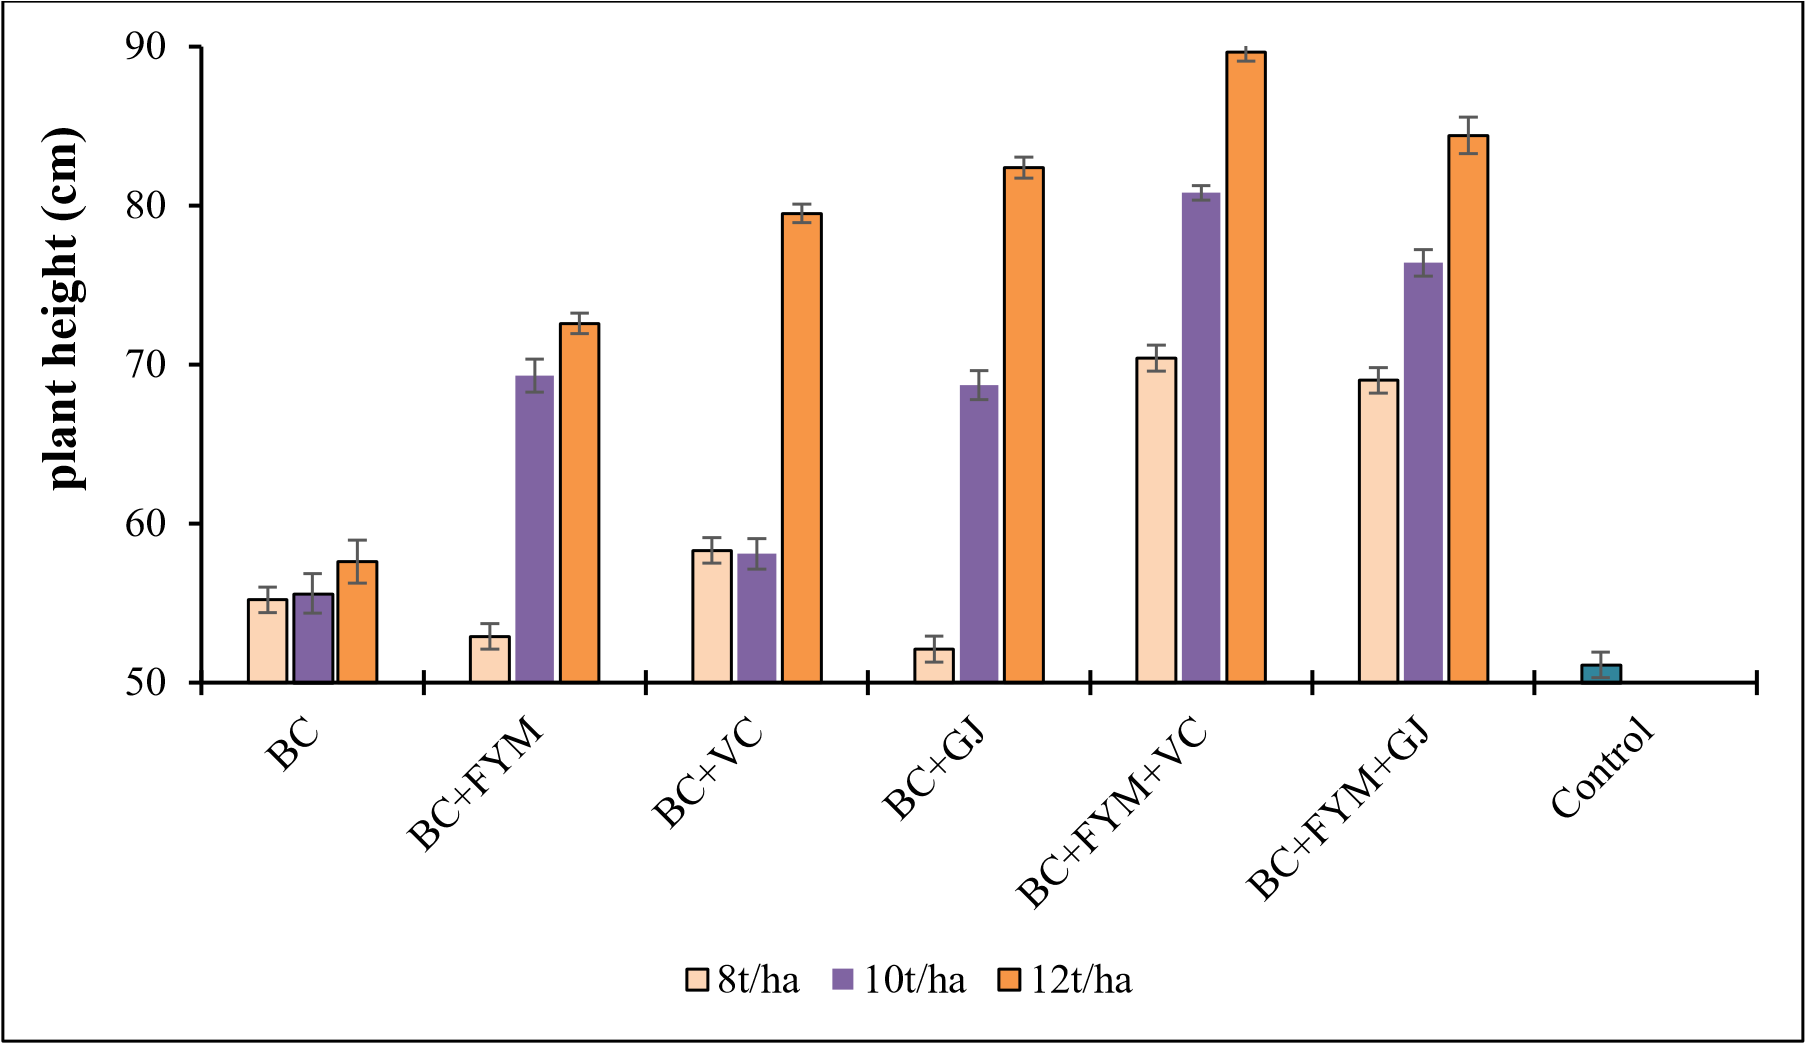 plant height (cm)
90
80
70
60
50
BC
BC+FYM
BC+VC
BC+GJ
BC+FYM+VC
BC+FYM+GJ
Control
8t/ha 10t/ha 12t/ha